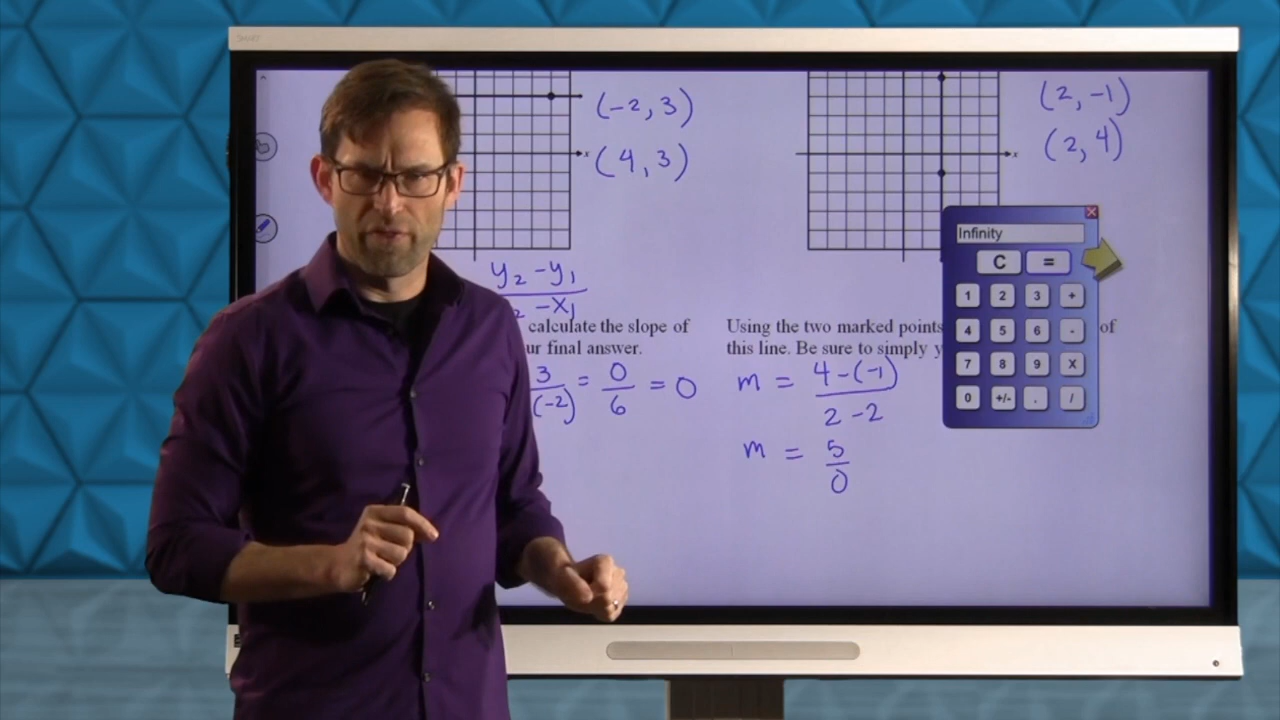 SMART
(-2, 3)
(4, 3)
x
y₂ - y₁
- x₁
calculate the slope of
ur final answer.
3 = 0 = 0
(-2) 6
(2, -1)
(2, 4)
x
Using the two marked points
of
this line. Be sure to simply y
m = 4 - (-1)
2 - 2
m = 5
0
Infinity
C =
1 2 3 +
4 5 6 -
7 8 9 X
0 +/- . /